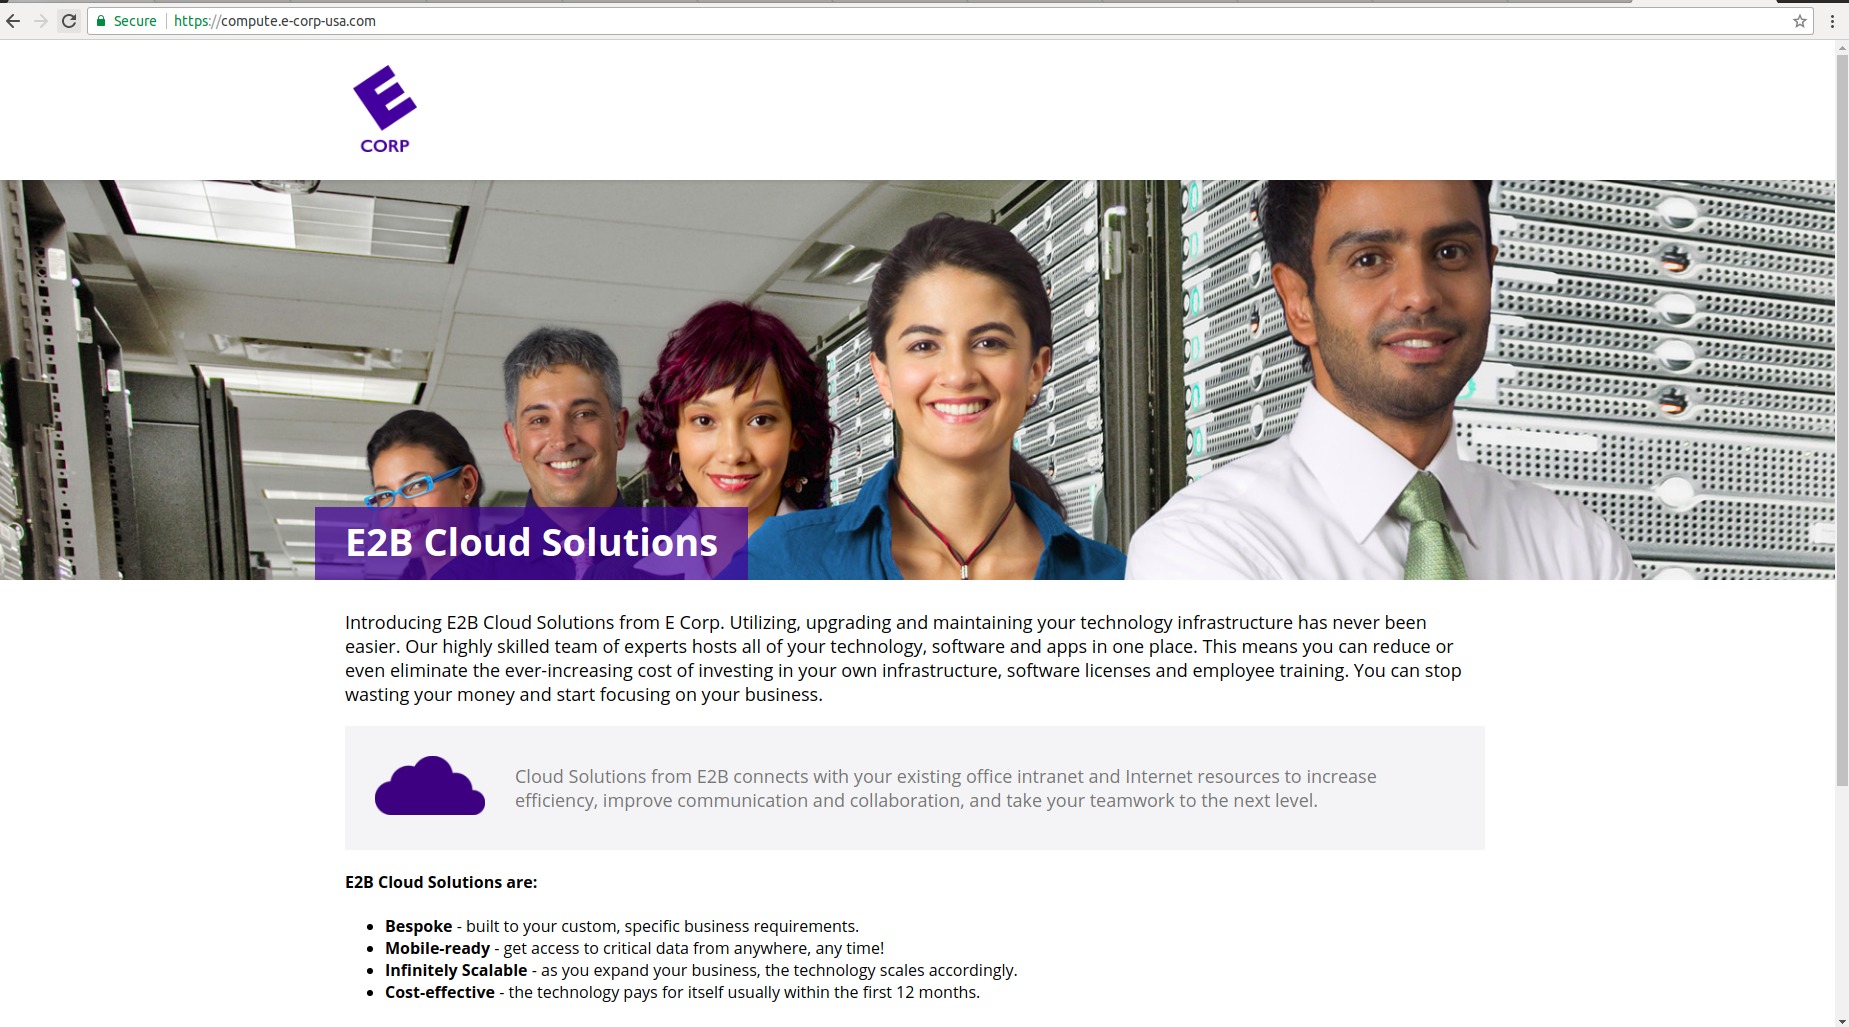 Secure
https://compute.e-corp-usa.com
E
CORP
E2B Cloud Solutions
Introducing E2B Cloud Solutions from E Corp. Utilizing, upgrading and maintaining your technology infrastructure has never been
easier. Our highly skilled team of experts hosts all of your technology, software and apps in one place. This means you can reduce or
even eliminate the ever-increasing cost of investing in your own infrastructure, software licenses and employee training. You can stop
wasting your money and start focusing on your business.
Cloud Solutions from E2B connects with your existing office intranet and Internet resources to increase
efficiency, improve communication and collaboration, and take your teamwork to the next level.
E2B Cloud Solutions are:
• Bespoke - built to your custom, specific business requirements.
• Mobile-ready - get access to critical data from anywhere, any time!
• Infinitely Scalable - as you expand your business, the technology scales accordingly.
• Cost-effective - the technology pays for itself usually within the first 12 months.